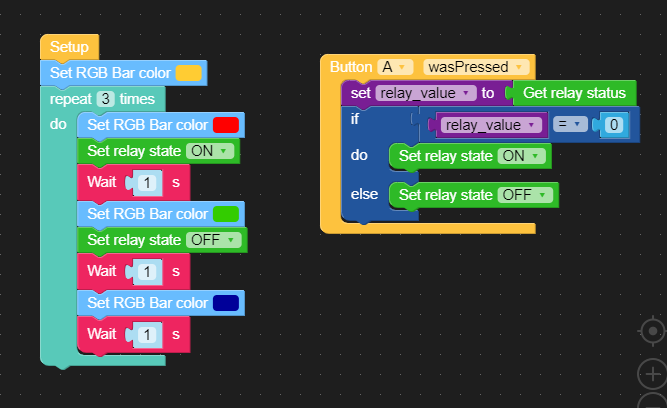 Setup
Set RGB Bar color
repeat 3 times
do Set RGB Bar color
Set relay state ON
Wait 1 s
Set RGB Bar color
Set relay state OFF
Wait 1 s
Set RGB Bar color
Wait 1 s
Button A wasPressed
set relay_value to Get relay status
if relay_value = 0
do Set relay state ON
else Set relay state OFF